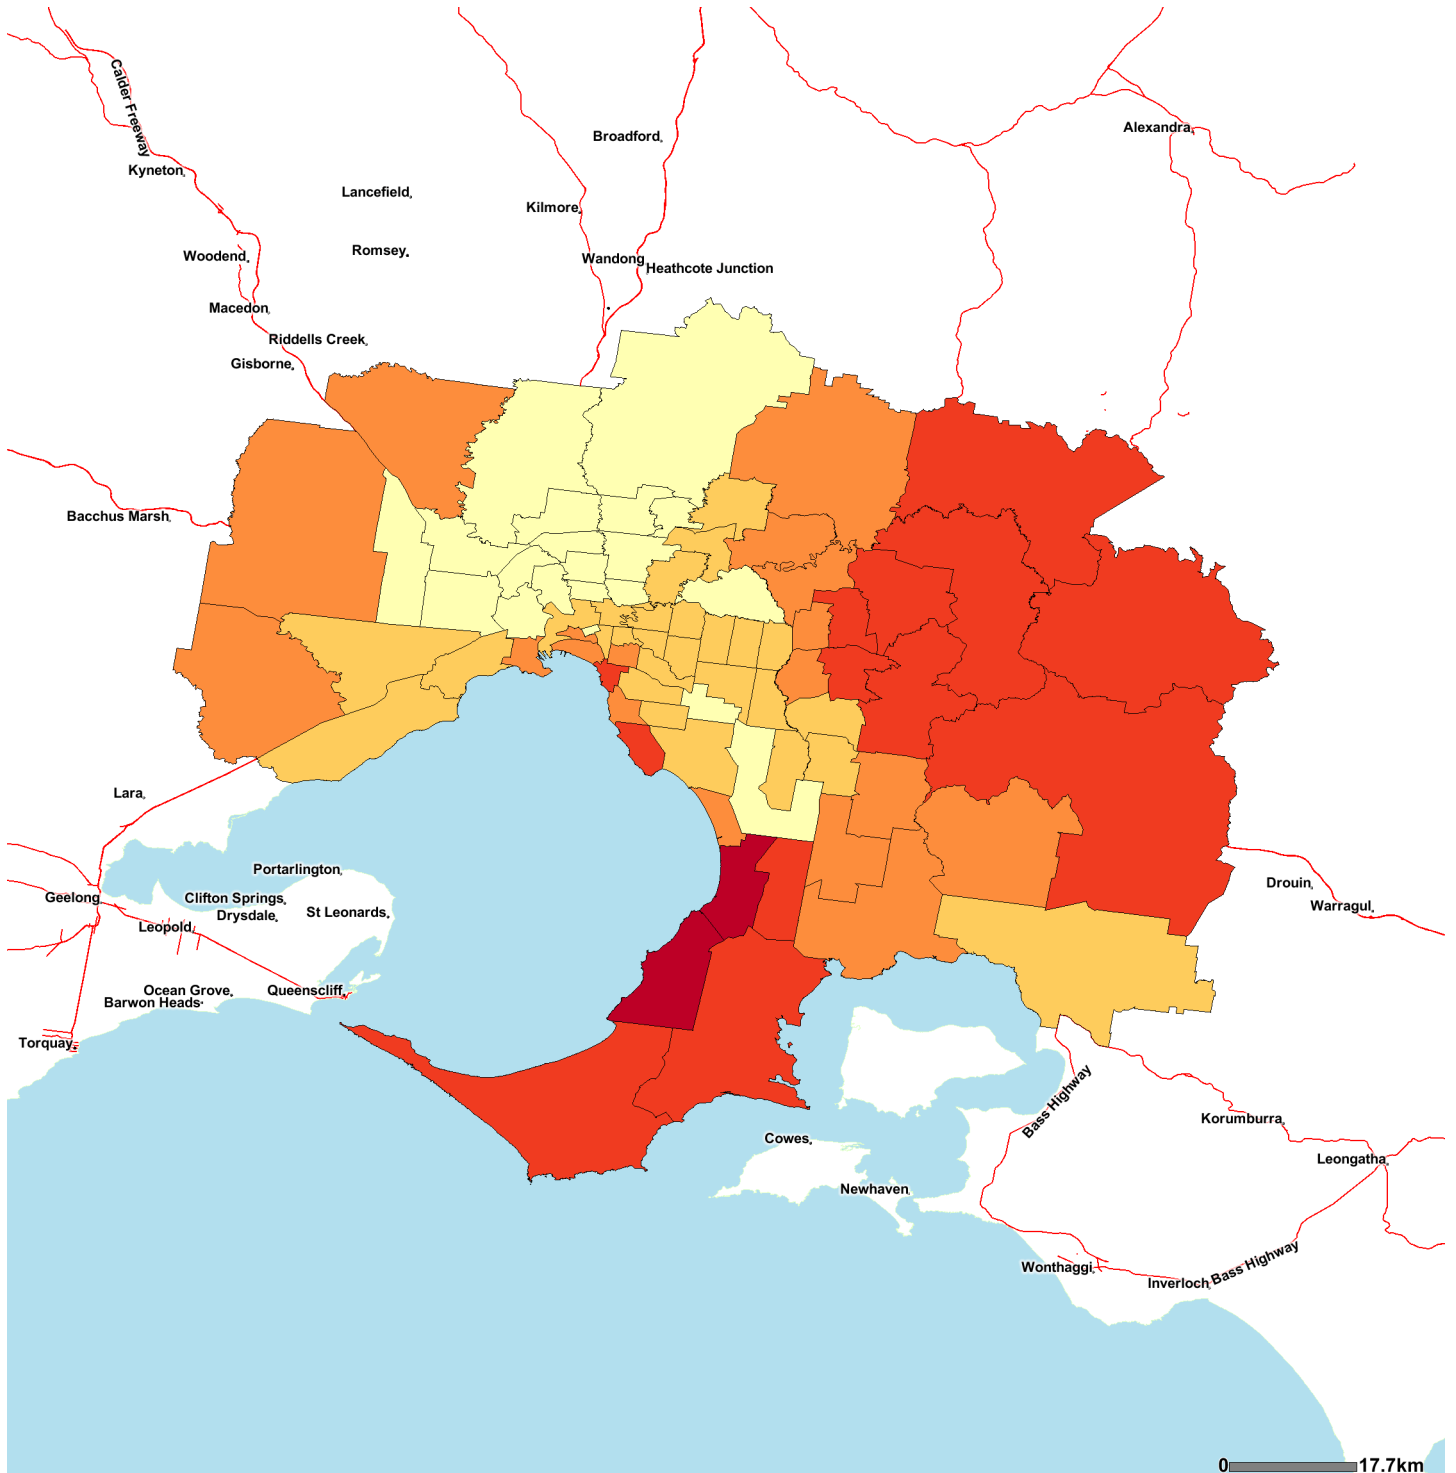 Calder Freeway
Alexandra
Broadford
Kyneton
Lancefield
Kilmore
Romsey
Woodend
Wandong
Heathcote Junction
Macedon
Riddells Creek
Gisborne
Bacchus Marsh
Lara
Portarlington
Drouin
Geelong
Clifton Springs
Warragul
St Leonards
Drysdale
Leopold
Ocean Grove
Queenscliff
Barwon Heads
Torquay
Bass Highway
Korumburra
Cowes
Leongatha
Newhaven
Wonthaggi
Bass Highway
Inverloch
0 17.7km